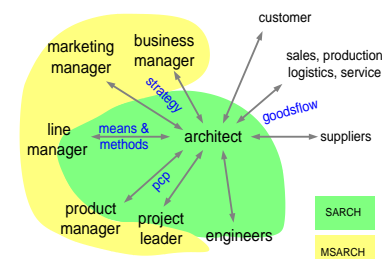 customer
business
manager
marketing
manager
sales, production
logistics, service
strategy
goodsflow
line
manager
means &
methods
architect
suppliers
pcp
product
manager
project
leader
engineers
SARCH
MSARCH